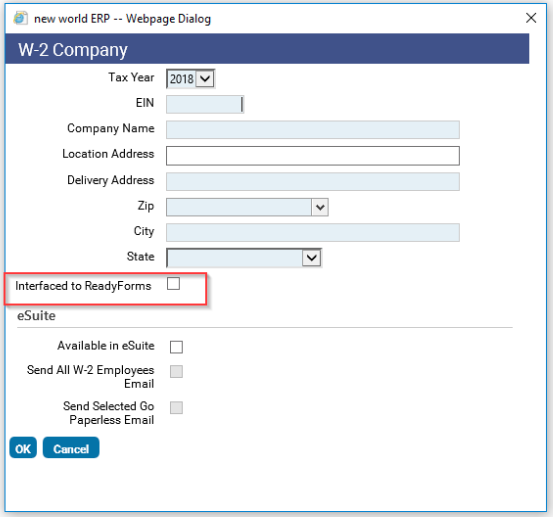 new world ERP -- Webpage Dialog
W-2 Company
Tax Year 2018
EIN
Company Name
Location Address
Delivery Address
Zip
City
State
Interfaced to ReadyForms
eSuite
Available in eSuite
Send All W-2 Employees
Email
Send Selected Go
Paperless Email
OK Cancel